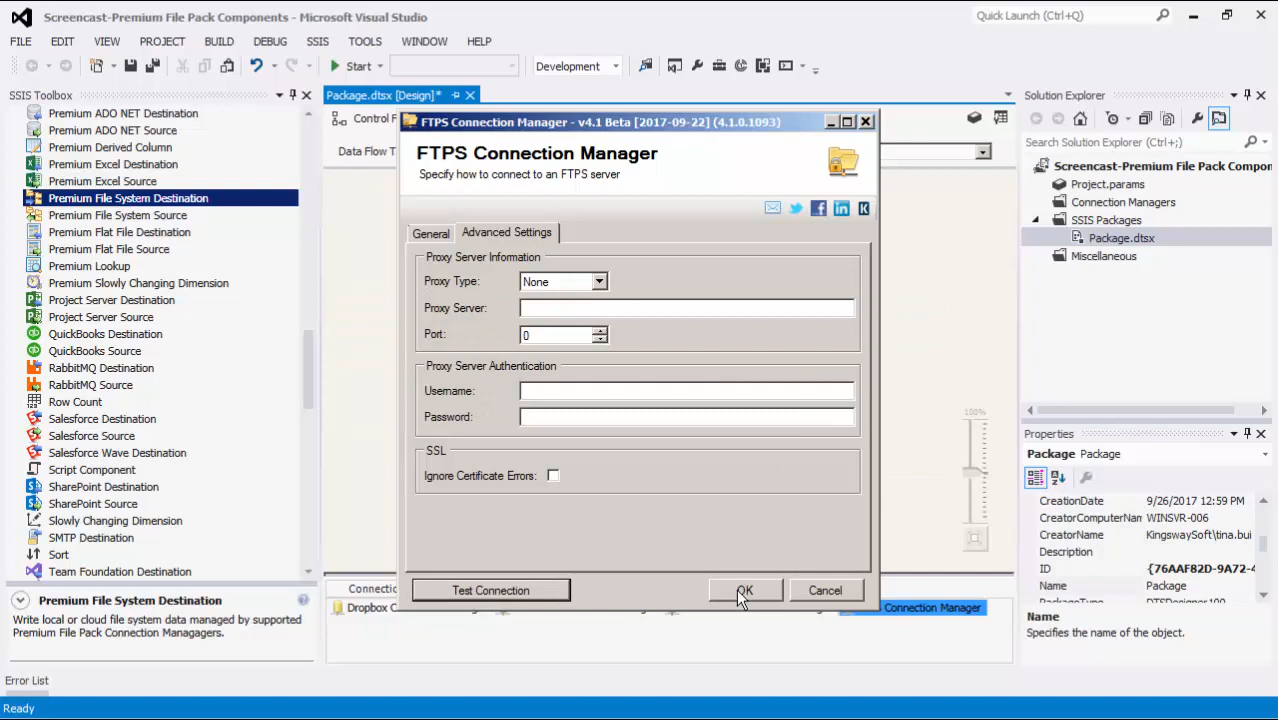 Screencast-Premium File Pack Components - Microsoft Visual Studio
Quick Launch (Ctrl+Q)
FILE EDIT VIEW PROJECT BUILD DEBUG SSIS TOOLS WINDOW HELP
Start
Development
SSIS Toolbox
Premium ADO NET Destination
Premium ADO NET Source
Premium Derived Column
Premium Excel Destination
Premium Excel Source
Premium File System Destination
Premium File System Source
Premium Flat File Destination
Premium Flat File Source
Premium Lookup
Premium Slowly Changing Dimension
Project Server Destination
Project Server Source
QuickBooks Destination
QuickBooks Source
RabbitMQ Destination
RabbitMQ Source
Row Count
Salesforce Destination
Salesforce Source
Salesforce Wave Destination
Script Component
SharePoint Destination
SharePoint Source
Slowly Changing Dimension
SMTP Destination
Sort
Team Foundation Destination
Premium File System Destination
Write local or cloud file system data managed by supported
Premium File Pack Connection Managagers.
Error List
Ready
Package.dtsx [Design]*
Control F
Data Flow T
FTPS Connection Manager - v4.1 Beta [2017-09-22] (4.1.0.1093)
FTPS Connection Manager
Specify how to connect to an FTPS server
General
Advanced Settings
Proxy Server Information
Proxy Type: None
Proxy Server:
Port: 0
Proxy Server Authentication
Username:
Password:
SSL
Ignore Certificate Errors:
Test Connection
OK
Cancel
100%
Connectio
Dropbox C
Connection Manager
Solution Explorer
Search Solution Explorer (Ctrl+;)
Screencast-Premium File Pack Compon
Project.params
Connection Managers
SSIS Packages
Package.dtsx
Miscellaneous
Properties
Package Package
CreationDate 9/26/2017 12:59 PM
CreatorComputerNam WINSVR-006
CreatorName KingswaySoft\tina.bui
Description
ID {76AAF82D-9A72-4
Name Package
PackageType DTSDesigner100
Name
Specifies the name of the object.